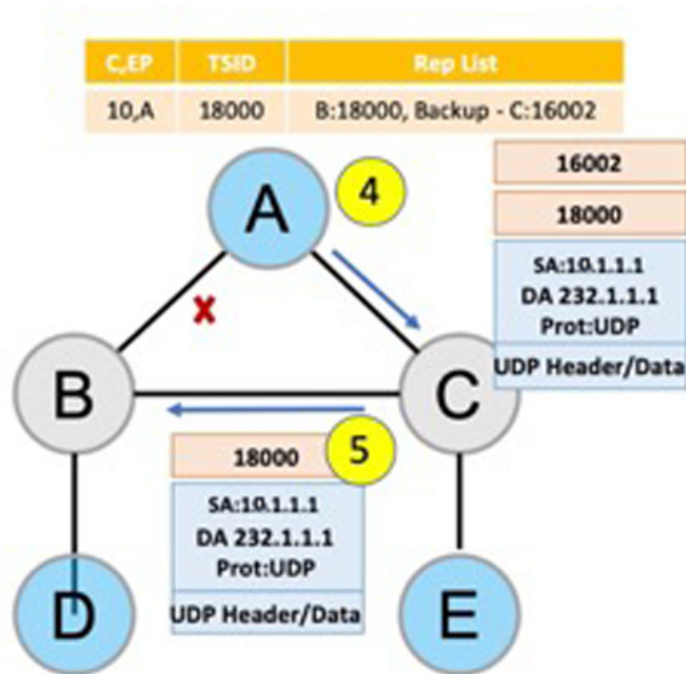 C,EP TSID Rep List
10,A 18000 B:18000, Backup - C:16002
16002
A 4
18000
SA:10.1.1.1
DA 232.1.1.1
Prot:UDP
UDP Header/Data
x
B C
18000 5
SA:10.1.1.1
DA 232.1.1.1
Prot:UDP
UDP Header/Data
D E